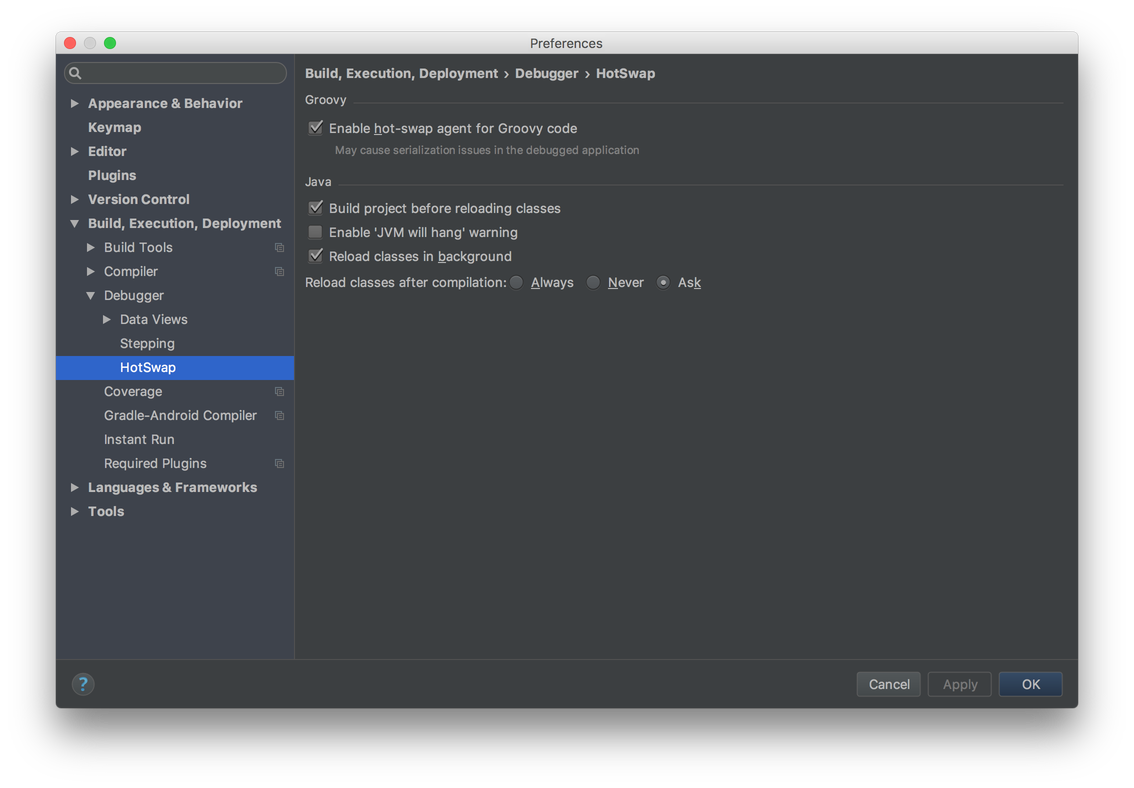 Preferences
Appearance & Behavior
Keymap
Editor
Plugins
Version Control
Build, Execution, Deployment
Build Tools
Compiler
Debugger
Data Views
Stepping
HotSwap
Coverage
Gradle-Android Compiler
Instant Run
Required Plugins
Languages & Frameworks
Tools
Build, Execution, Deployment › Debugger › HotSwap
Groovy
Enable hot-swap agent for Groovy code
May cause serialization issues in the debugged application
Java
Build project before reloading classes
Enable 'JVM will hang' warning
Reload classes in background
Reload classes after compilation: Always Never Ask
? Cancel Apply OK